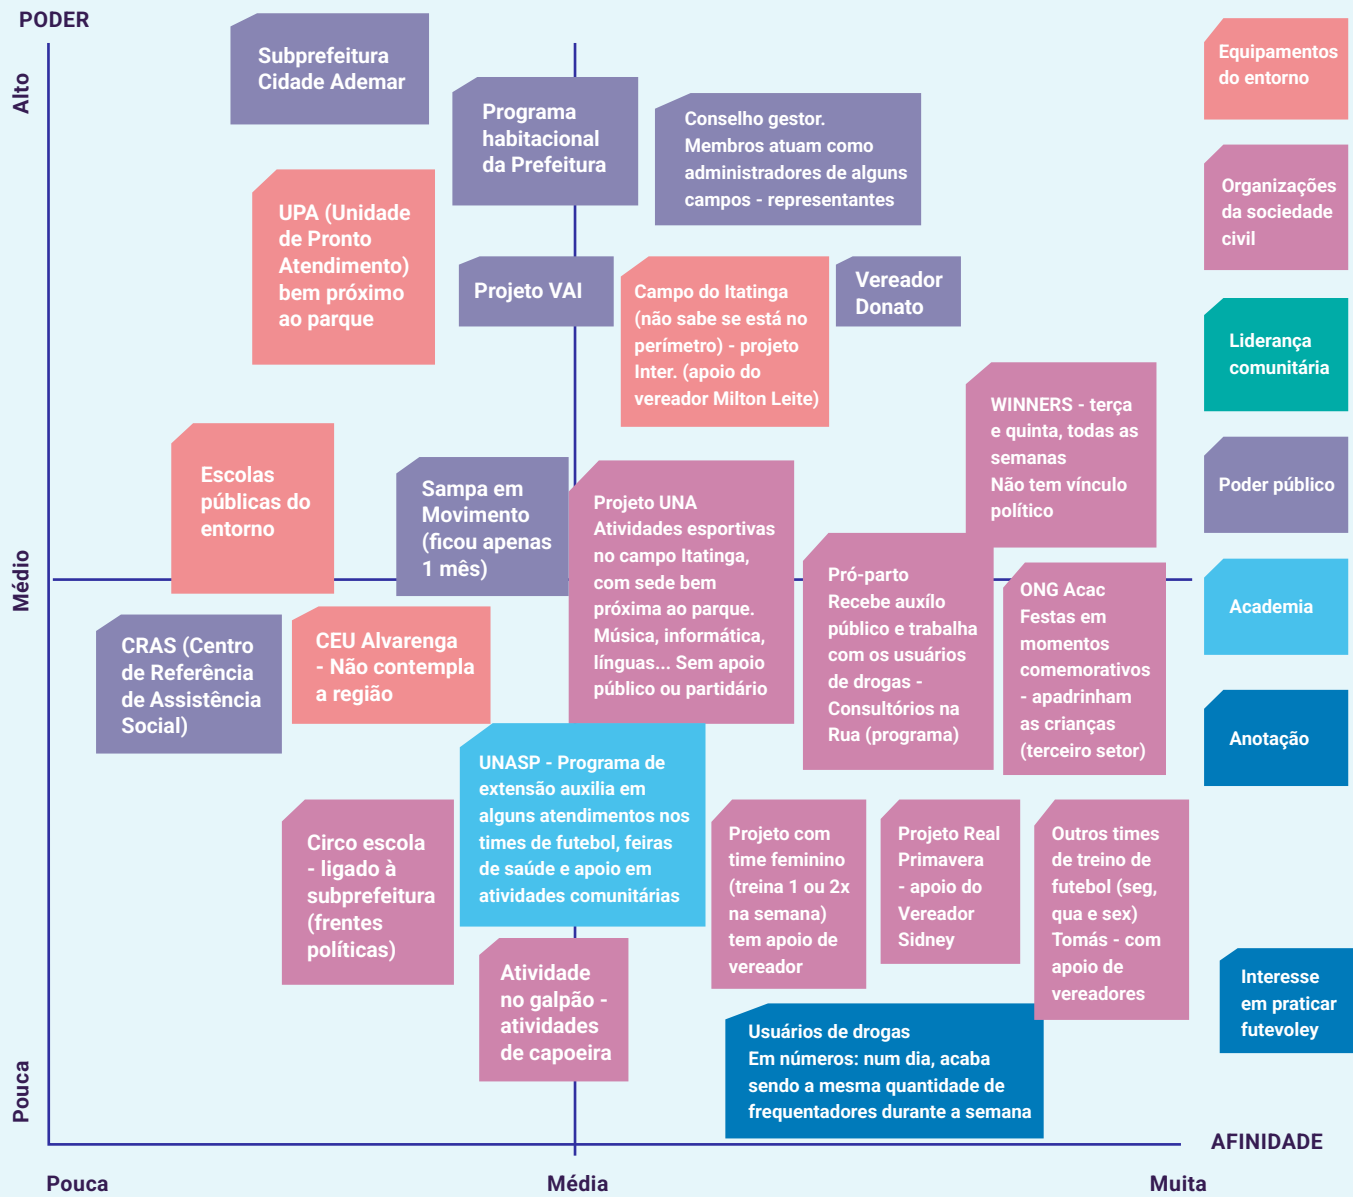 PODER
Alto
Médio
Pouca
Subprefeitura
Cidade Ademar
Programa
habitacional
da Prefeitura
Conselho gestor.
Membros atuam como
administradores de alguns
campos - representantes
UPA (Unidade
de Pronto
Atendimento)
bem próximo
ao parque
Projeto VAI
Campo do Itatinga
(não sabe se está no
perímetro) - projeto
Inter. (apoio do
vereador Milton Leite)
Vereador
Donato
WINNERS - terça
e quinta, todas as
semanas
Não tem vínculo
político
Escolas
públicas do
entorno
Sampa em
Movimento
(ficou apenas
1 mês)
Projeto UNA
Atividades esportivas
no campo Itatinga,
com sede bem
próxima ao parque.
Música, informática,
línguas... Sem apoio
público ou partidário
Pró-parto
Recebe auxílo
público e trabalha
com os usuários
de drogas -
Consultórios na
Rua (programa)
ONG Acac
Festas em
momentos
comemorativos
- apadrinham
as crianças
(terceiro setor)
CRAS (Centro
de Referência
de Assistência
Social)
CEU Alvarenga
- Não contempla
a região
UNASP - Programa de
extensão auxilia em
alguns atendimentos nos
times de futebol, feiras
de saúde e apoio em
atividades comunitárias
Circo escola
- ligado à
subprefeitura
(frentes
políticas)
Projeto com
time feminino
(treina 1 ou 2x
na semana)
tem apoio de
vereador
Projeto Real
Primavera
- apoio do
Vereador
Sidney
Outros times
de treino de
futebol (seg,
qua e sex)
Tomás - com
apoio de
vereadores
Atividade
no galpão -
atividades
de capoeira
Usuários de drogas
Em números: num dia, acaba
sendo a mesma quantidade de
frequentadores durante a semana
Equipamentos
do entorno
Organizações
da sociedade
civil
Liderança
comunitária
Poder público
Academia
Anotação
Interesse
em praticar
futevoley
AFINIDADE
Pouca
Média
Muita